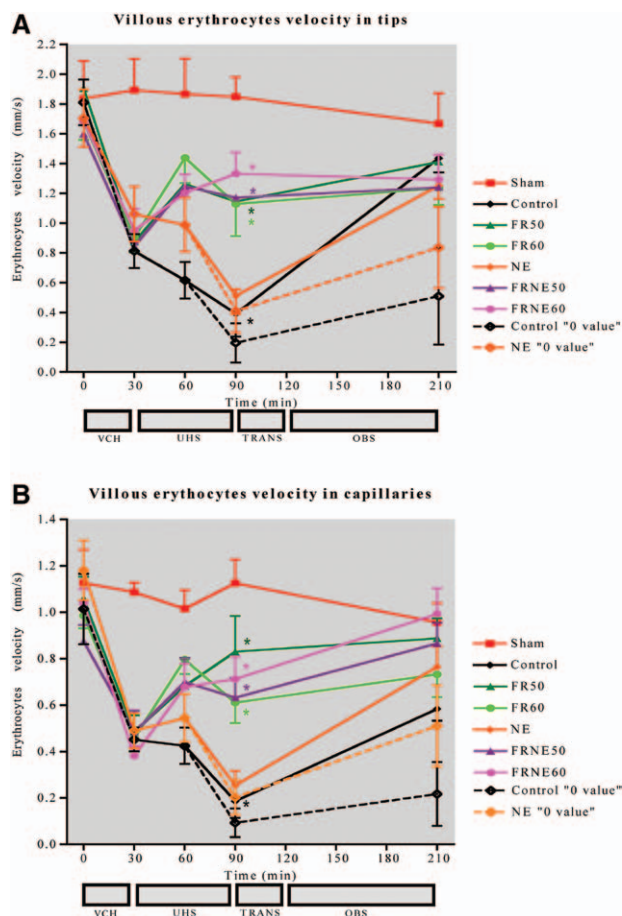 A
Villous erythrocytes velocity in tips
Erythrocytes velocity (mm/s)
2.2
2.0
1.8
1.6
1.4
1.2
1.0
0.8
0.6
0.4
0.2
0.0
* * * * *
0 30 60 90 120 150 180 210
Time (min)
VCH UHS TRANS OBS
Sham
Control
FR50
FR60
NE
FRNE50
FRNE60
Control "0 value"
NE "0 value"
B
Villous erythocytes velocity in capillaries
Erythrocytes velocity (mm/s)
1.4
1.2
1.0
0.8
0.6
0.4
0.2
0.0
* * * * *
0 30 60 90 120 150 180 210
Time (min)
VCH UHS TRANS OBS
Sham
Control
FR50
FR60
NE
FRNE50
FRNE60
Control "0 value"
NE "0 value"